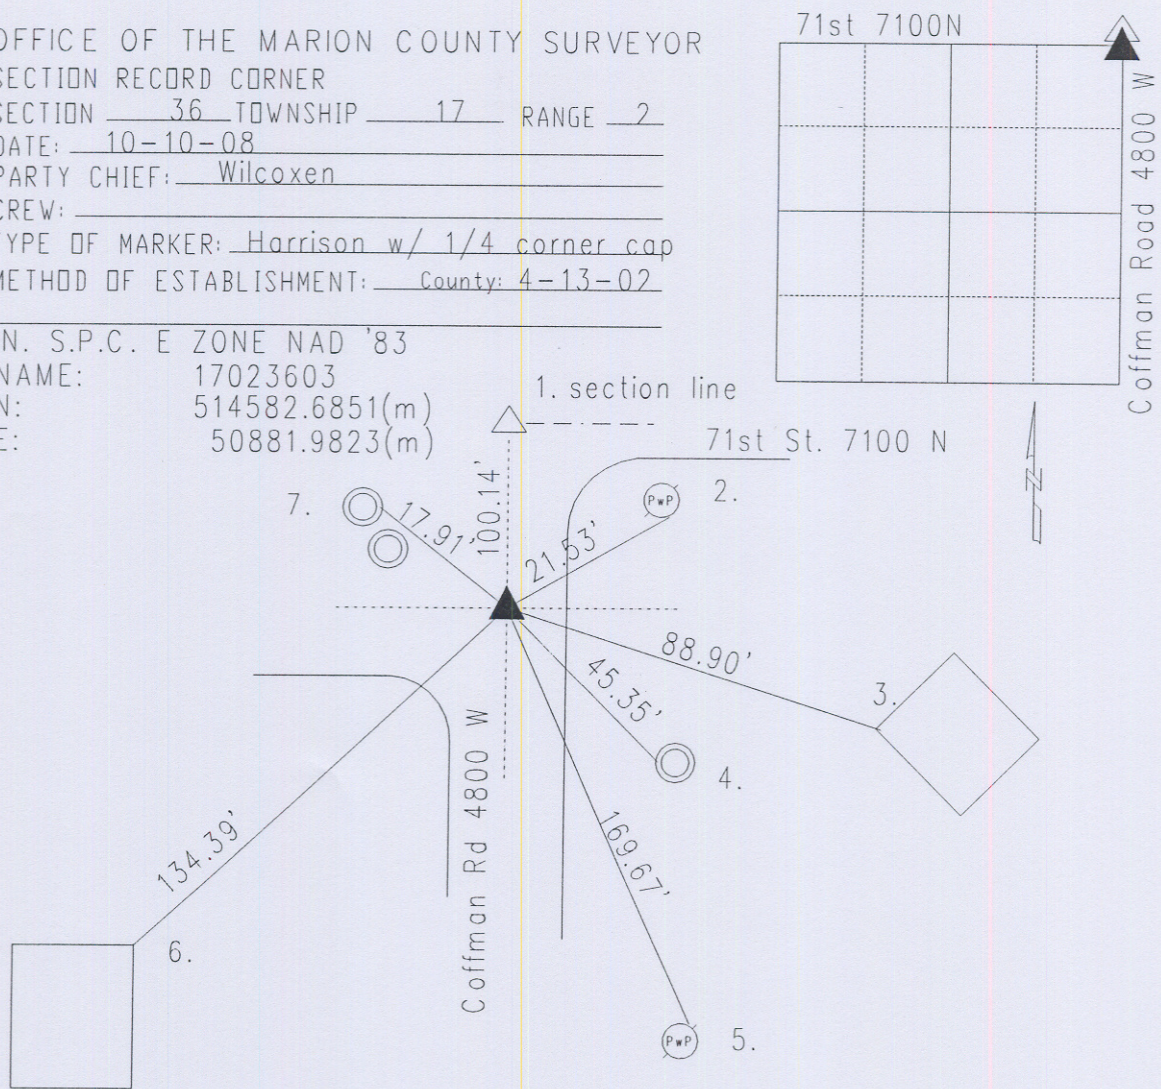 OFFICE OF THE MARION COUNTY SURVEYOR
SECTION RECORD CORNER
SECTION 36 TOWNSHIP 17 RANGE 2
DATE: 10-10-08
PARTY CHIEF: Wilcoxen
CREW:
TYPE OF MARKER: Harrison w/ 1/4 corner cap
METHOD OF ESTABLISHMENT: County: 4-13-02
IN. S.P.C. E ZONE NAD '83
NAME: 17023603
N: 514582.6851(m)
E: 50881.9823(m)
71st 7100N
Coffman Road 4800 W
1. section line
71st St. 7100 N
7.
17.91'
100.14'
21.53'
PwP
2.
88.90'
3.
45.35'
4.
169.67'
PwP
5.
134.39'
6.
Coffman Rd 4800 W
N